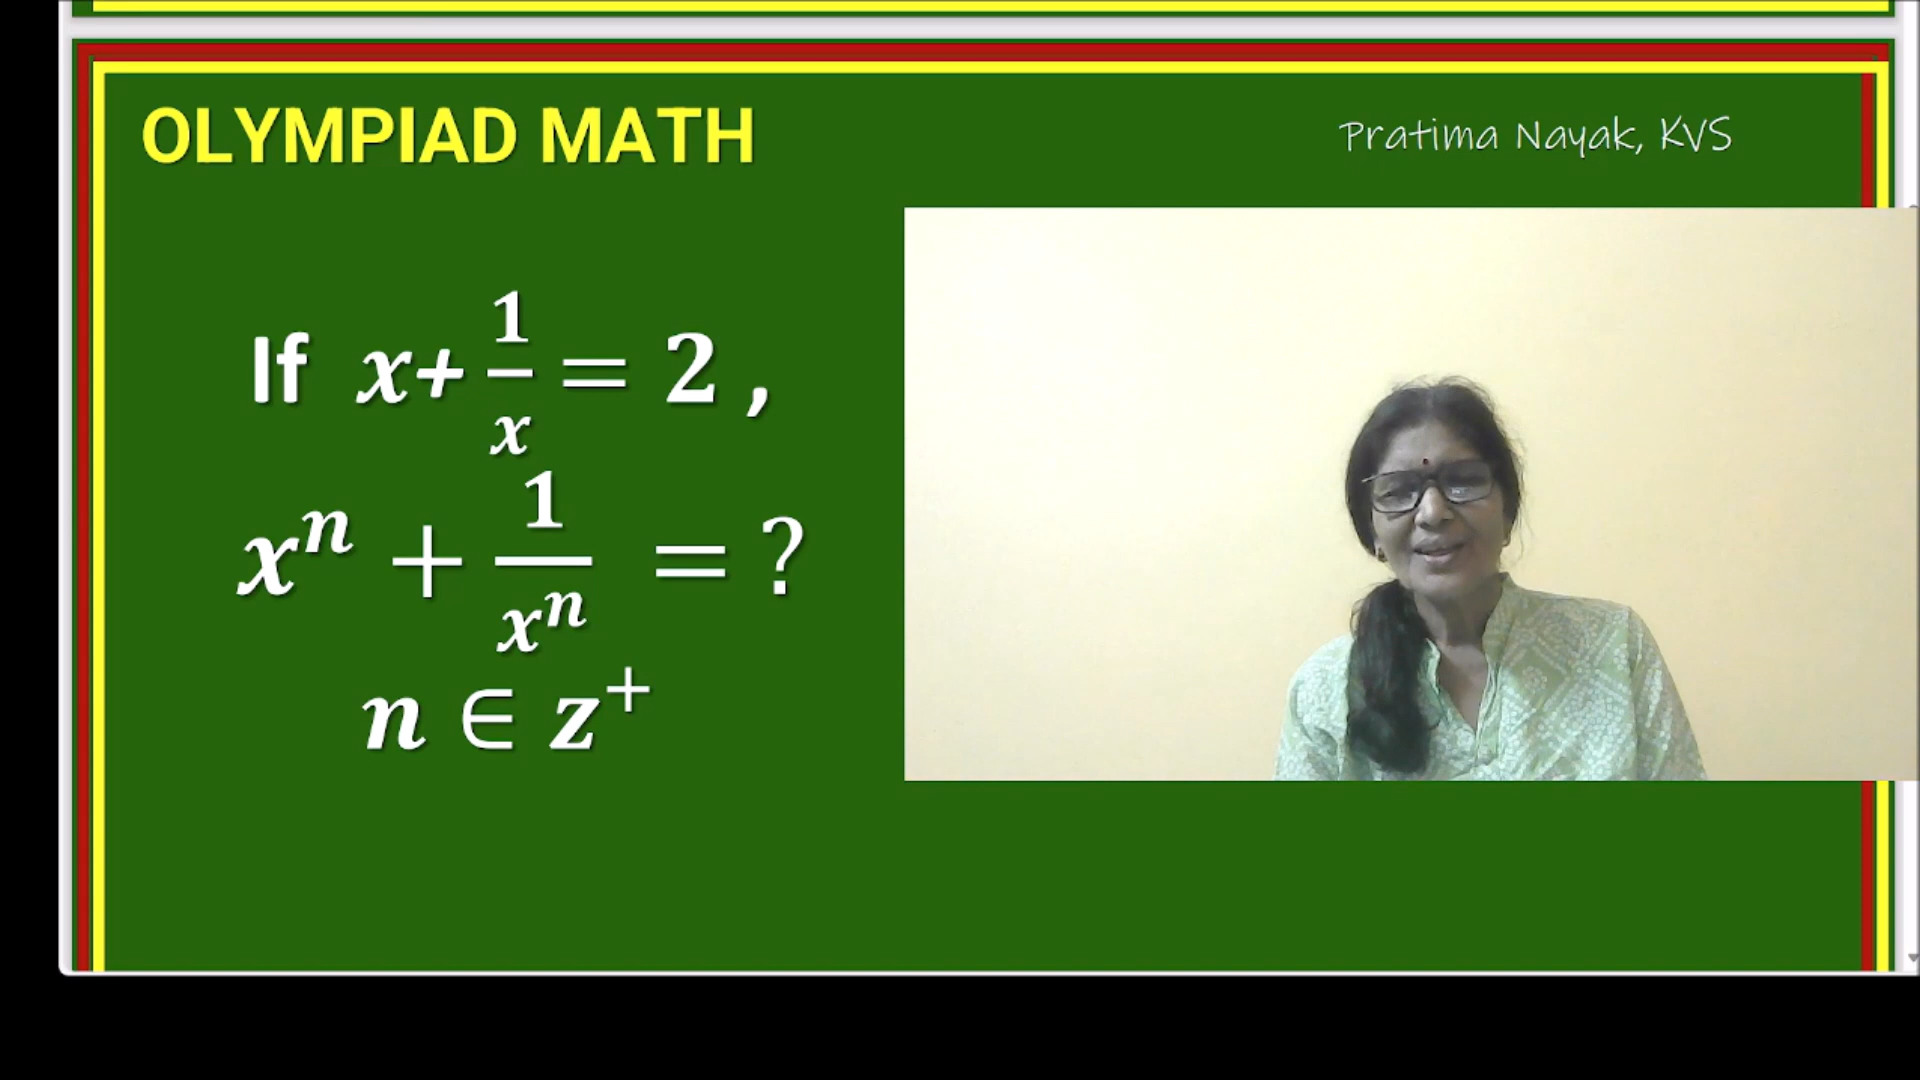 OLYMPIAD MATH
Pratima Nayak, KVS
If x+ 1/x = 2 ,
xⁿ + 1/xⁿ = ?
n ∈ z⁺